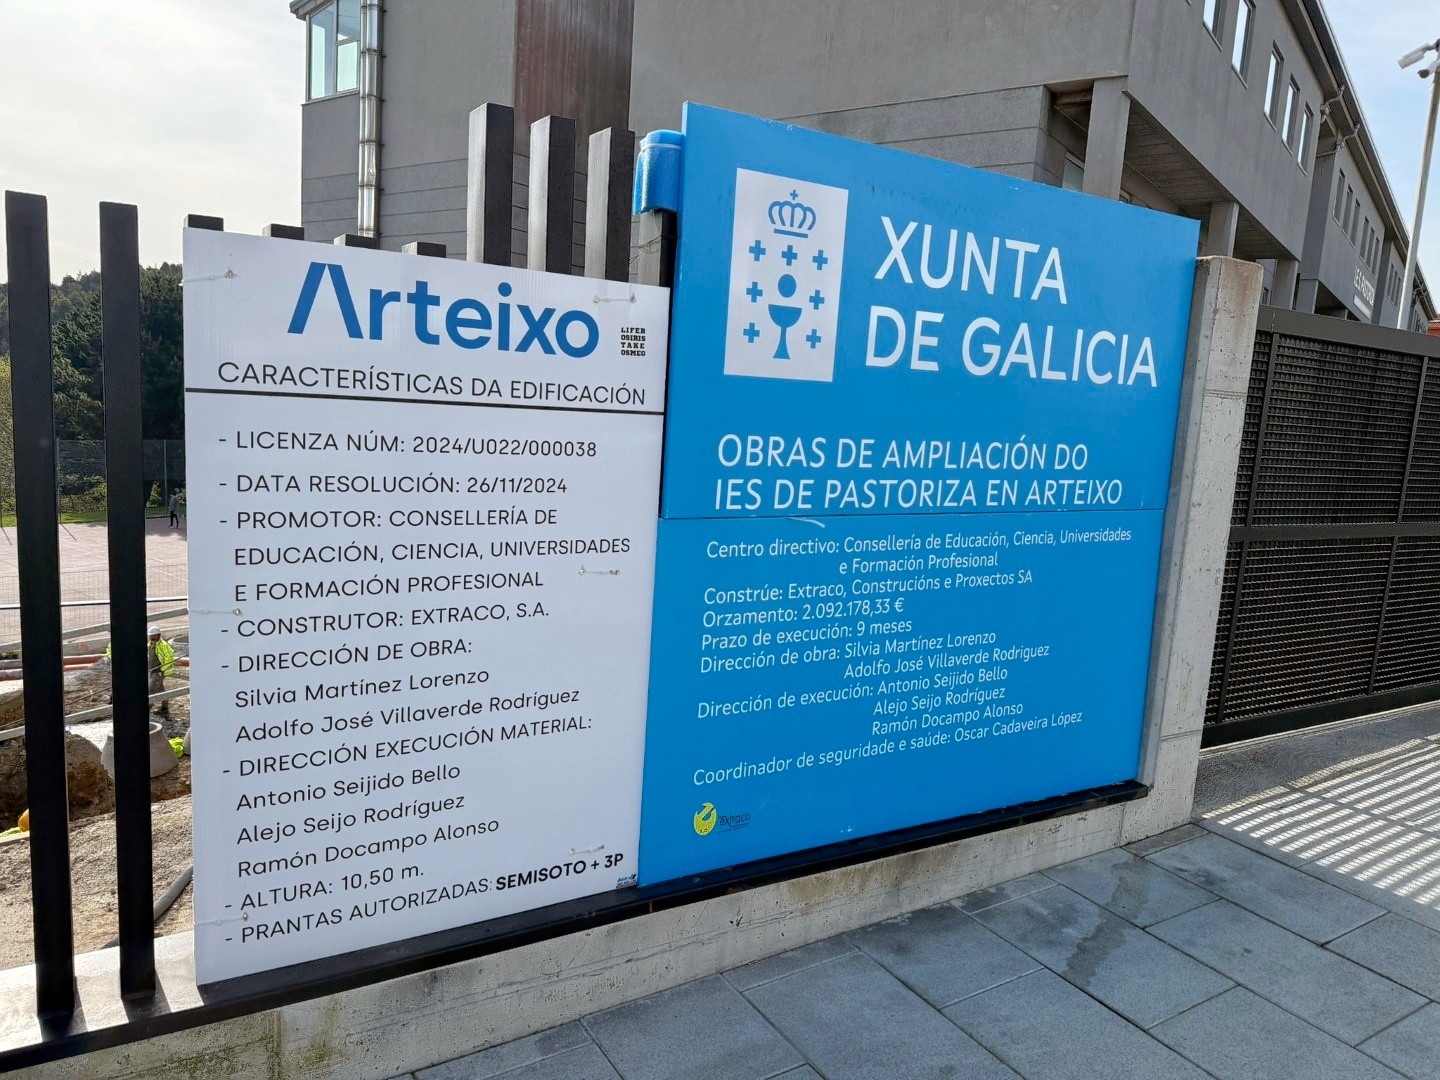 Arteixo
LIFER
OSIRIS
TAKE
OSMEO
CARACTERÍSTICAS DA EDIFICACIÓN
- LICENZA NÚM: 2024/U022/000038
- DATA RESOLUCIÓN: 26/11/2024
- PROMOTOR: CONSELLERÍA DE
EDUCACIÓN, CIENCIA, UNIVERSIDADES
E FORMACIÓN PROFESIONAL
- CONSTRUTOR: EXTRACO, S.A.
- DIRECCIÓN DE OBRA:
Silvia Martínez Lorenzo
Adolfo José Villaverde Rodríguez
- DIRECCIÓN EXECUCIÓN MATERIAL:
Antonio Seijido Bello
Alejo Seijo Rodríguez
Ramón Docampo Alonso
- ALTURA: 10,50 m.
- PRANTAS AUTORIZADAS: SEMISOTO + 3P
XUNTA
DE GALICIA
OBRAS DE AMPLIACIÓN DO
IES DE PASTORIZA EN ARTEIXO
Centro directivo: Consellería de Educación, Ciencia, Universidades
e Formación Profesional
Constrúe: Extraco, Construcións e Proxectos SA
Orzamento: 2.092.178,33 €
Prazo de execución: 9 meses
Dirección de obra: Silvia Martínez Lorenzo
Adolfo José Villaverde Rodriguez
Dirección de execución: Antonio Seijido Bello
Alejo Seijo Rodríguez
Ramón Docampo Alonso
Coordinador de seguridade e saúde: Oscar Cadaveira López
extraco